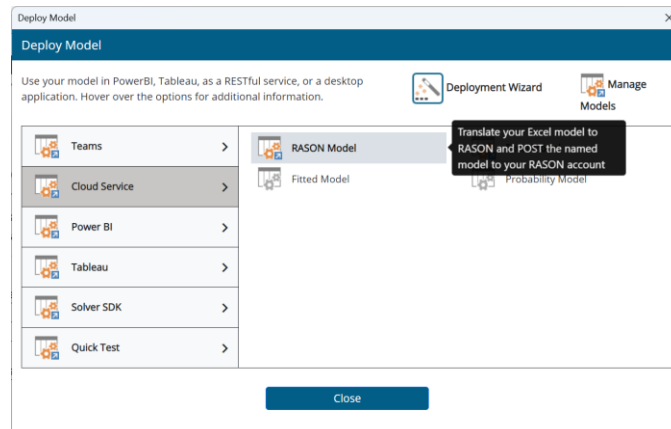 Deploy Model
Deploy Model
Use your model in PowerBI, Tableau, as a RESTful service, or a desktop
application. Hover over the options for additional information.
Deployment Wizard
Manage
Models
Teams
Cloud Service
Power BI
Tableau
Solver SDK
Quick Test
RASON Model
Translate your Excel model to
RASON and POST the named
model to your RASON account
Fitted Model
Probability Model
Close